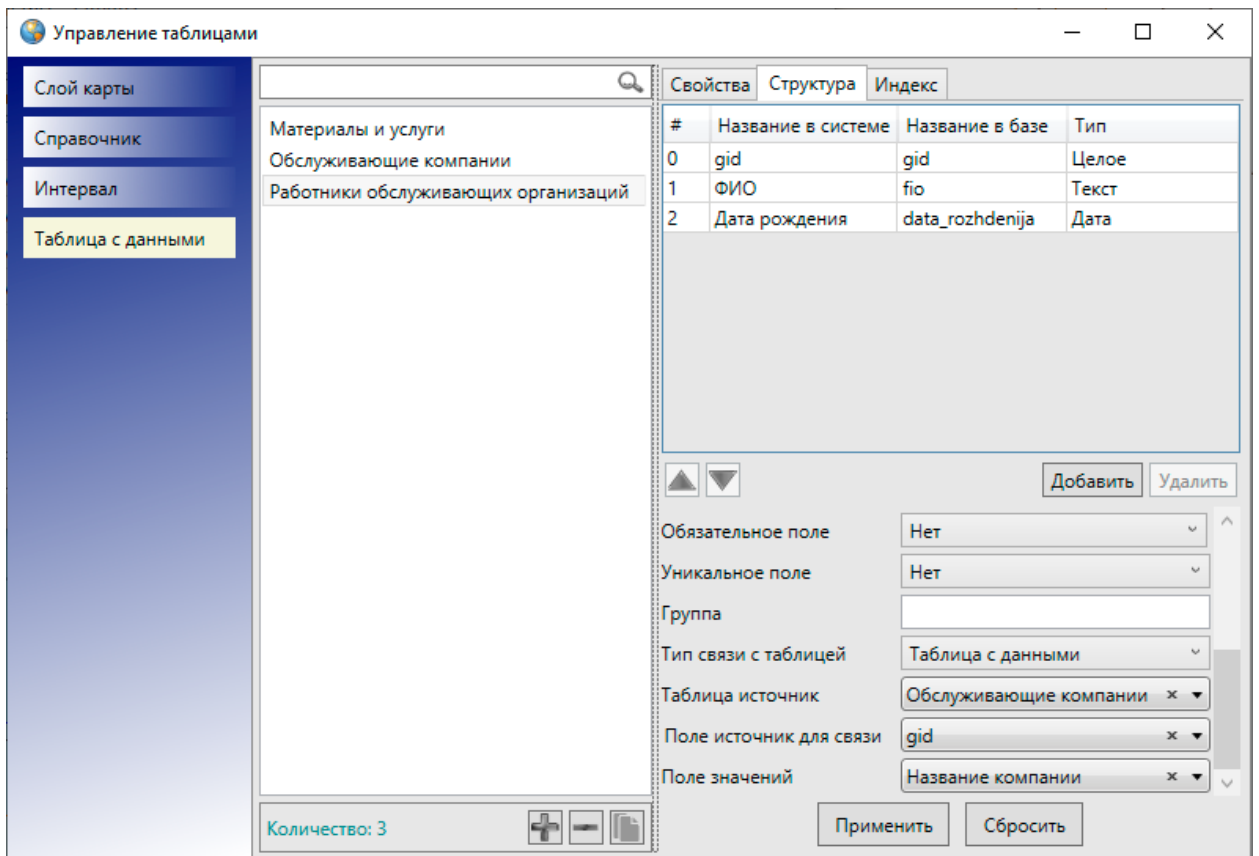 Управление таблицами
Слой карты
Справочник
Интервал
Таблица с данными
Материалы и услуги
Обслуживающие компании
Работники обслуживающих организаций
Количество: 3
Свойства Структура Индекс
# Название в системе Название в базе Тип
0 gid gid Целое
1 ФИО fio Текст
2 Дата рождения data_rozhdenija Дата
Добавить Удалить
Обязательное поле Нет
Уникальное поле Нет
Группа
Тип связи с таблицей Таблица с данными
Таблица источник Обслуживающие компании
Поле источник для связи gid
Поле значений Название компании
Применить Сбросить